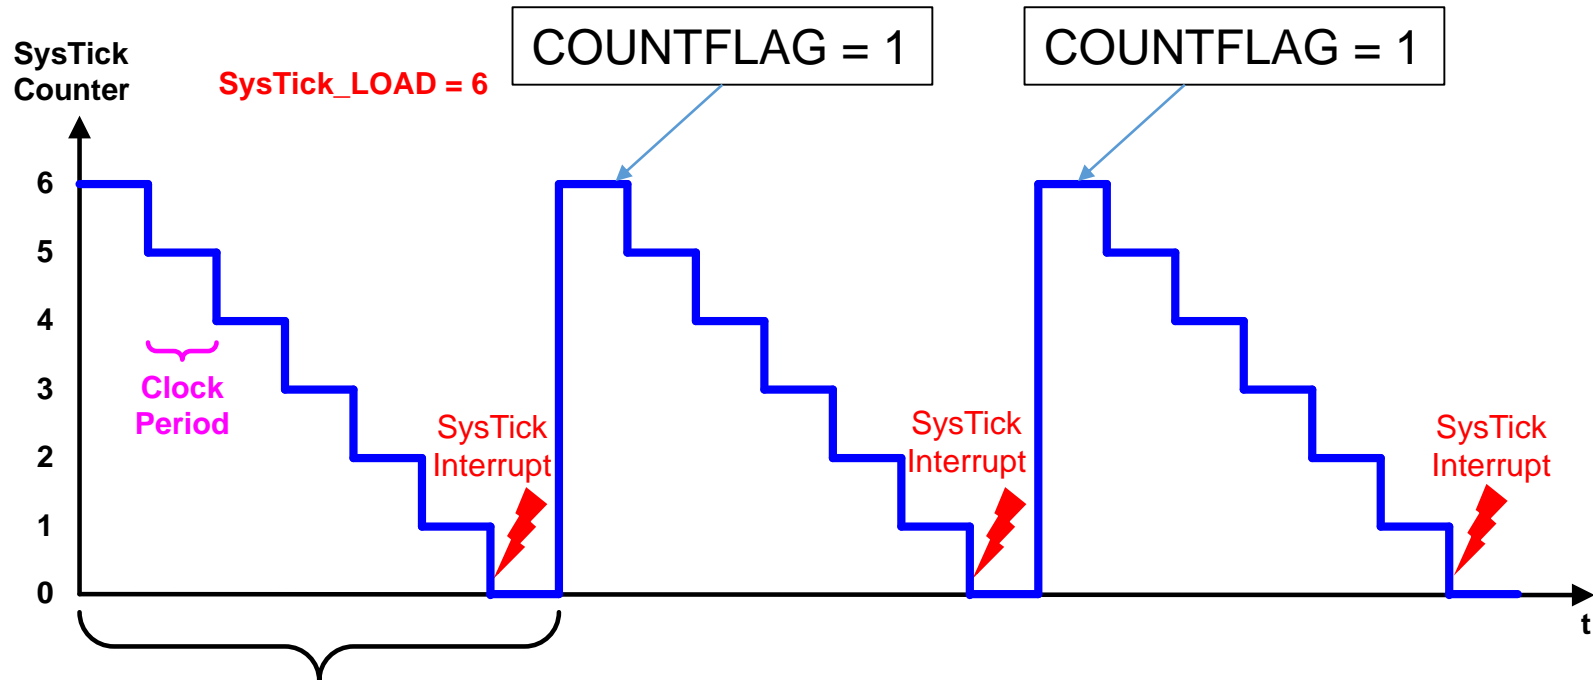 COUNTFLAG = 1
COUNTFLAG = 1
SysTick
Counter
SysTick_LOAD = 6
6
5
4
3
2
1
0
Clock
Period
SysTick
Interrupt
SysTick
Interrupt
SysTick
Interrupt
t